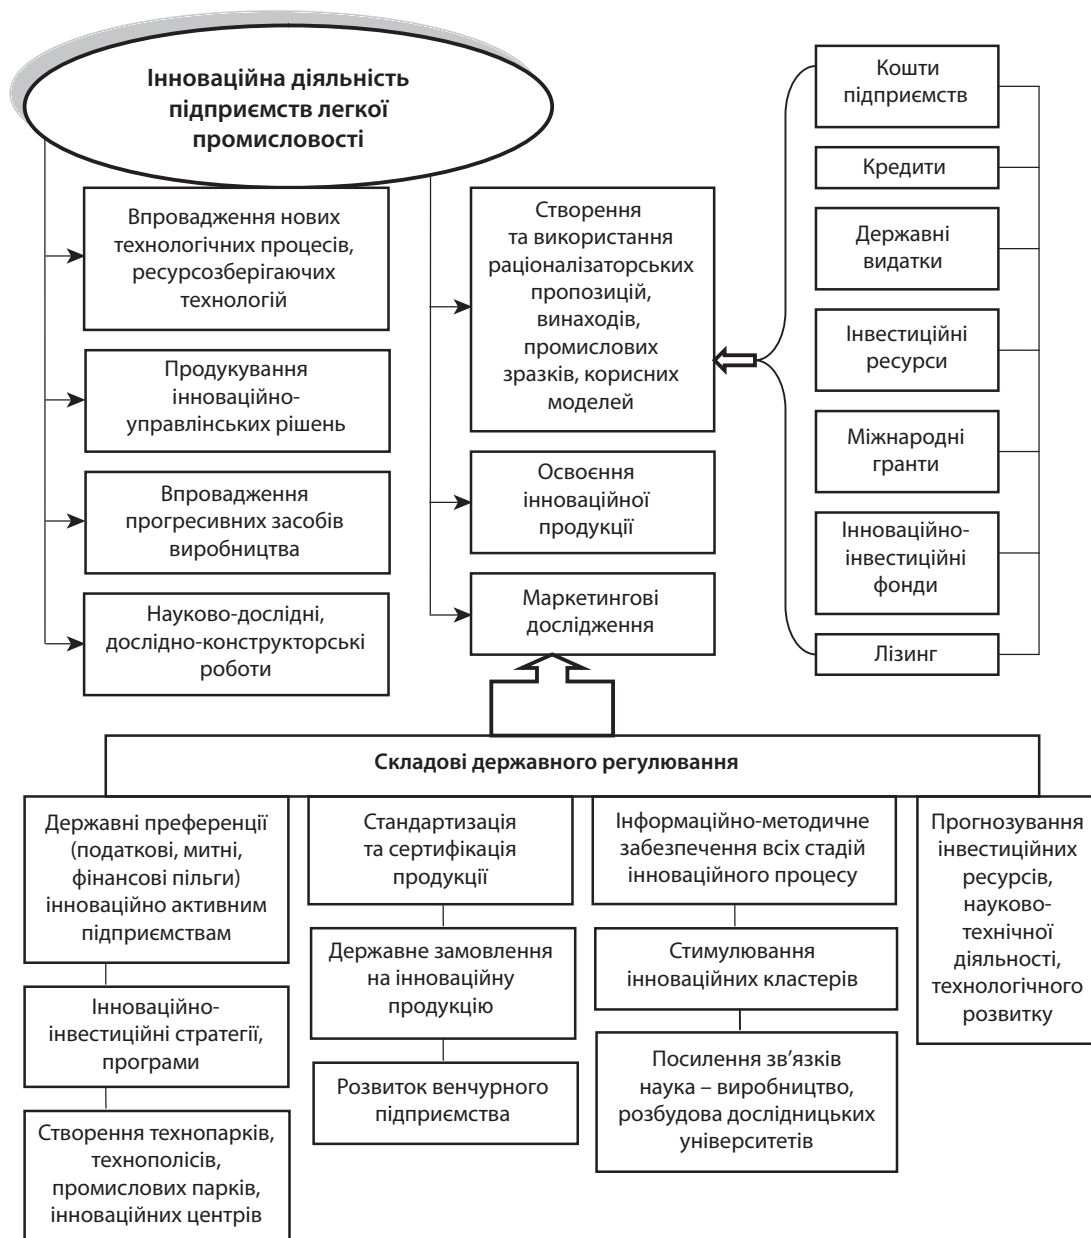 Інноваційна діяльність
підприємств легкої
промисловості
Впровадження нових
технологічних процесів,
ресурсозберігаючих
технологій
Продукування
інноваційно-
управлінських рішень
Впровадження
прогресивних засобів
виробництва
Науково-дослідні,
дослідно-конструкторські
роботи
Створення
та використання
раціоналізаторських
пропозицій,
винаходів,
промислових
зразків, корисних
моделей
Освоєння
інноваційної
продукції
Маркетингові
дослідження
Кошти
підприємств
Кредити
Державні
видатки
Інвестиційні
ресурси
Міжнародні
гранти
Інноваційно-
інвестиційні
фонди
Лізинг
Складові державного регулювання
Державні преференції
(податкові, митні,
фінансові пільги)
інноваційно активним
підприємствам
Інноваційно-
інвестиційні стратегії,
програми
Створення технопарків,
технополісів,
промислових парків,
інноваційних центрів
Стандартизація
та сертифікація
продукції
Державне замовлення
на інноваційну
продукцію
Розвиток венчурного
підприємства
Інформаційно-методичне
забезпечення всіх стадій
інноваційного процесу
Стимулювання
інноваційних кластерів
Посилення зв’язків
наука – виробництво,
розбудова дослідницьких
університетів
Прогнозування
інвестиційних
ресурсів,
науково-
технічної
діяльності,
технологічного
розвитку